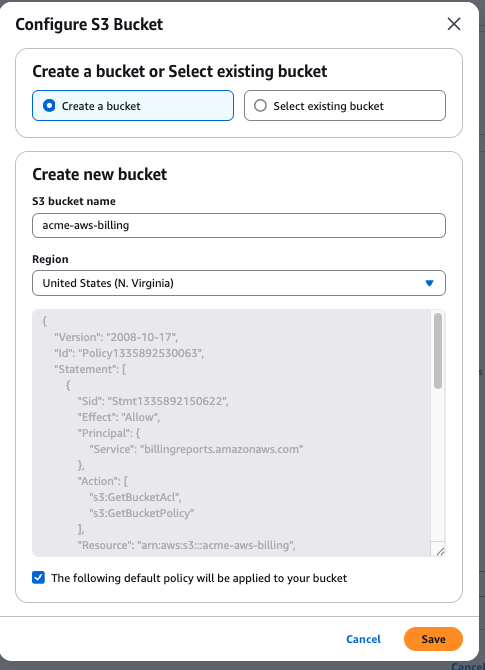 Configure S3 Bucket
Create a bucket or Select existing bucket
Create a bucket
Select existing bucket
Create new bucket
S3 bucket name
acme-aws-billing
Region
United States (N. Virginia)
{
"Version": "2008-10-17",
"Id": "Policy1335892530063",
"Statement": [
{
"Sid": "Stmt1335892150622",
"Effect": "Allow",
"Principal": {
"Service": "billingreports.amazonaws.com"
},
"Action": [
"s3:GetBucketAcl",
"s3:GetBucketPolicy"
],
"Resource": "arn:aws:s3:::acme-aws-billing",
The following default policy will be applied to your bucket
Cancel
Save
Cancel